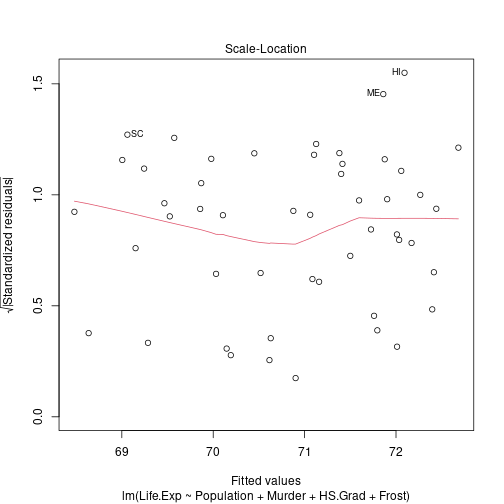 Scale-Location
HI
ME
SC
1.5
1.0
0.5
0.0
√|Standardized residuals|
69 70 71 72
Fitted values
lm(Life.Exp ~ Population + Murder + HS.Grad + Frost)